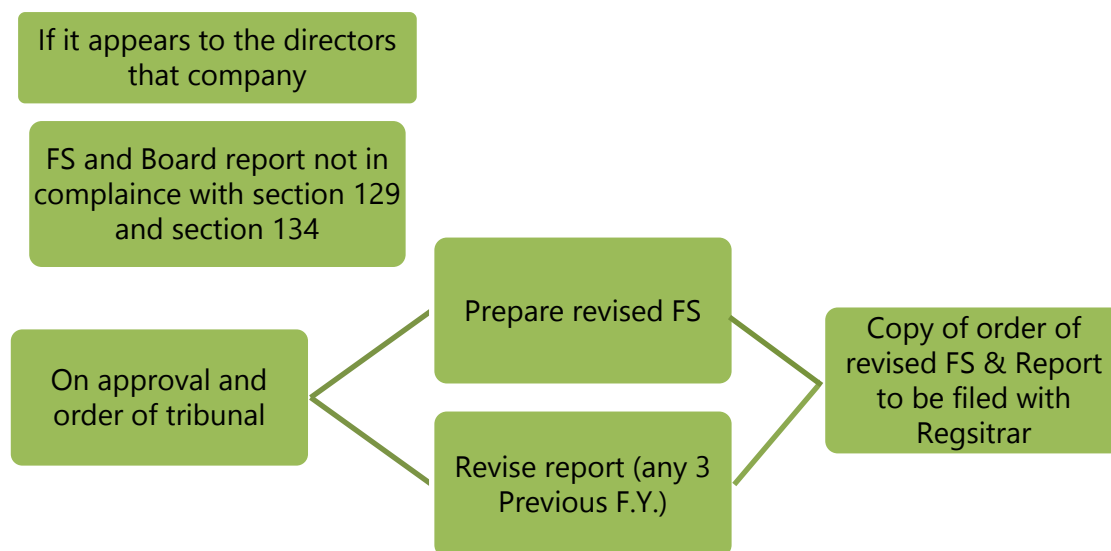 If it appears to the directors
that company
FS and Board report not in
complaince with section 129
and section 134
On approval and
order of tribunal
Prepare revised FS
Revise report (any 3
Previous F.Y.)
Copy of order of
revised FS & Report
to be filed with
Regsitrar